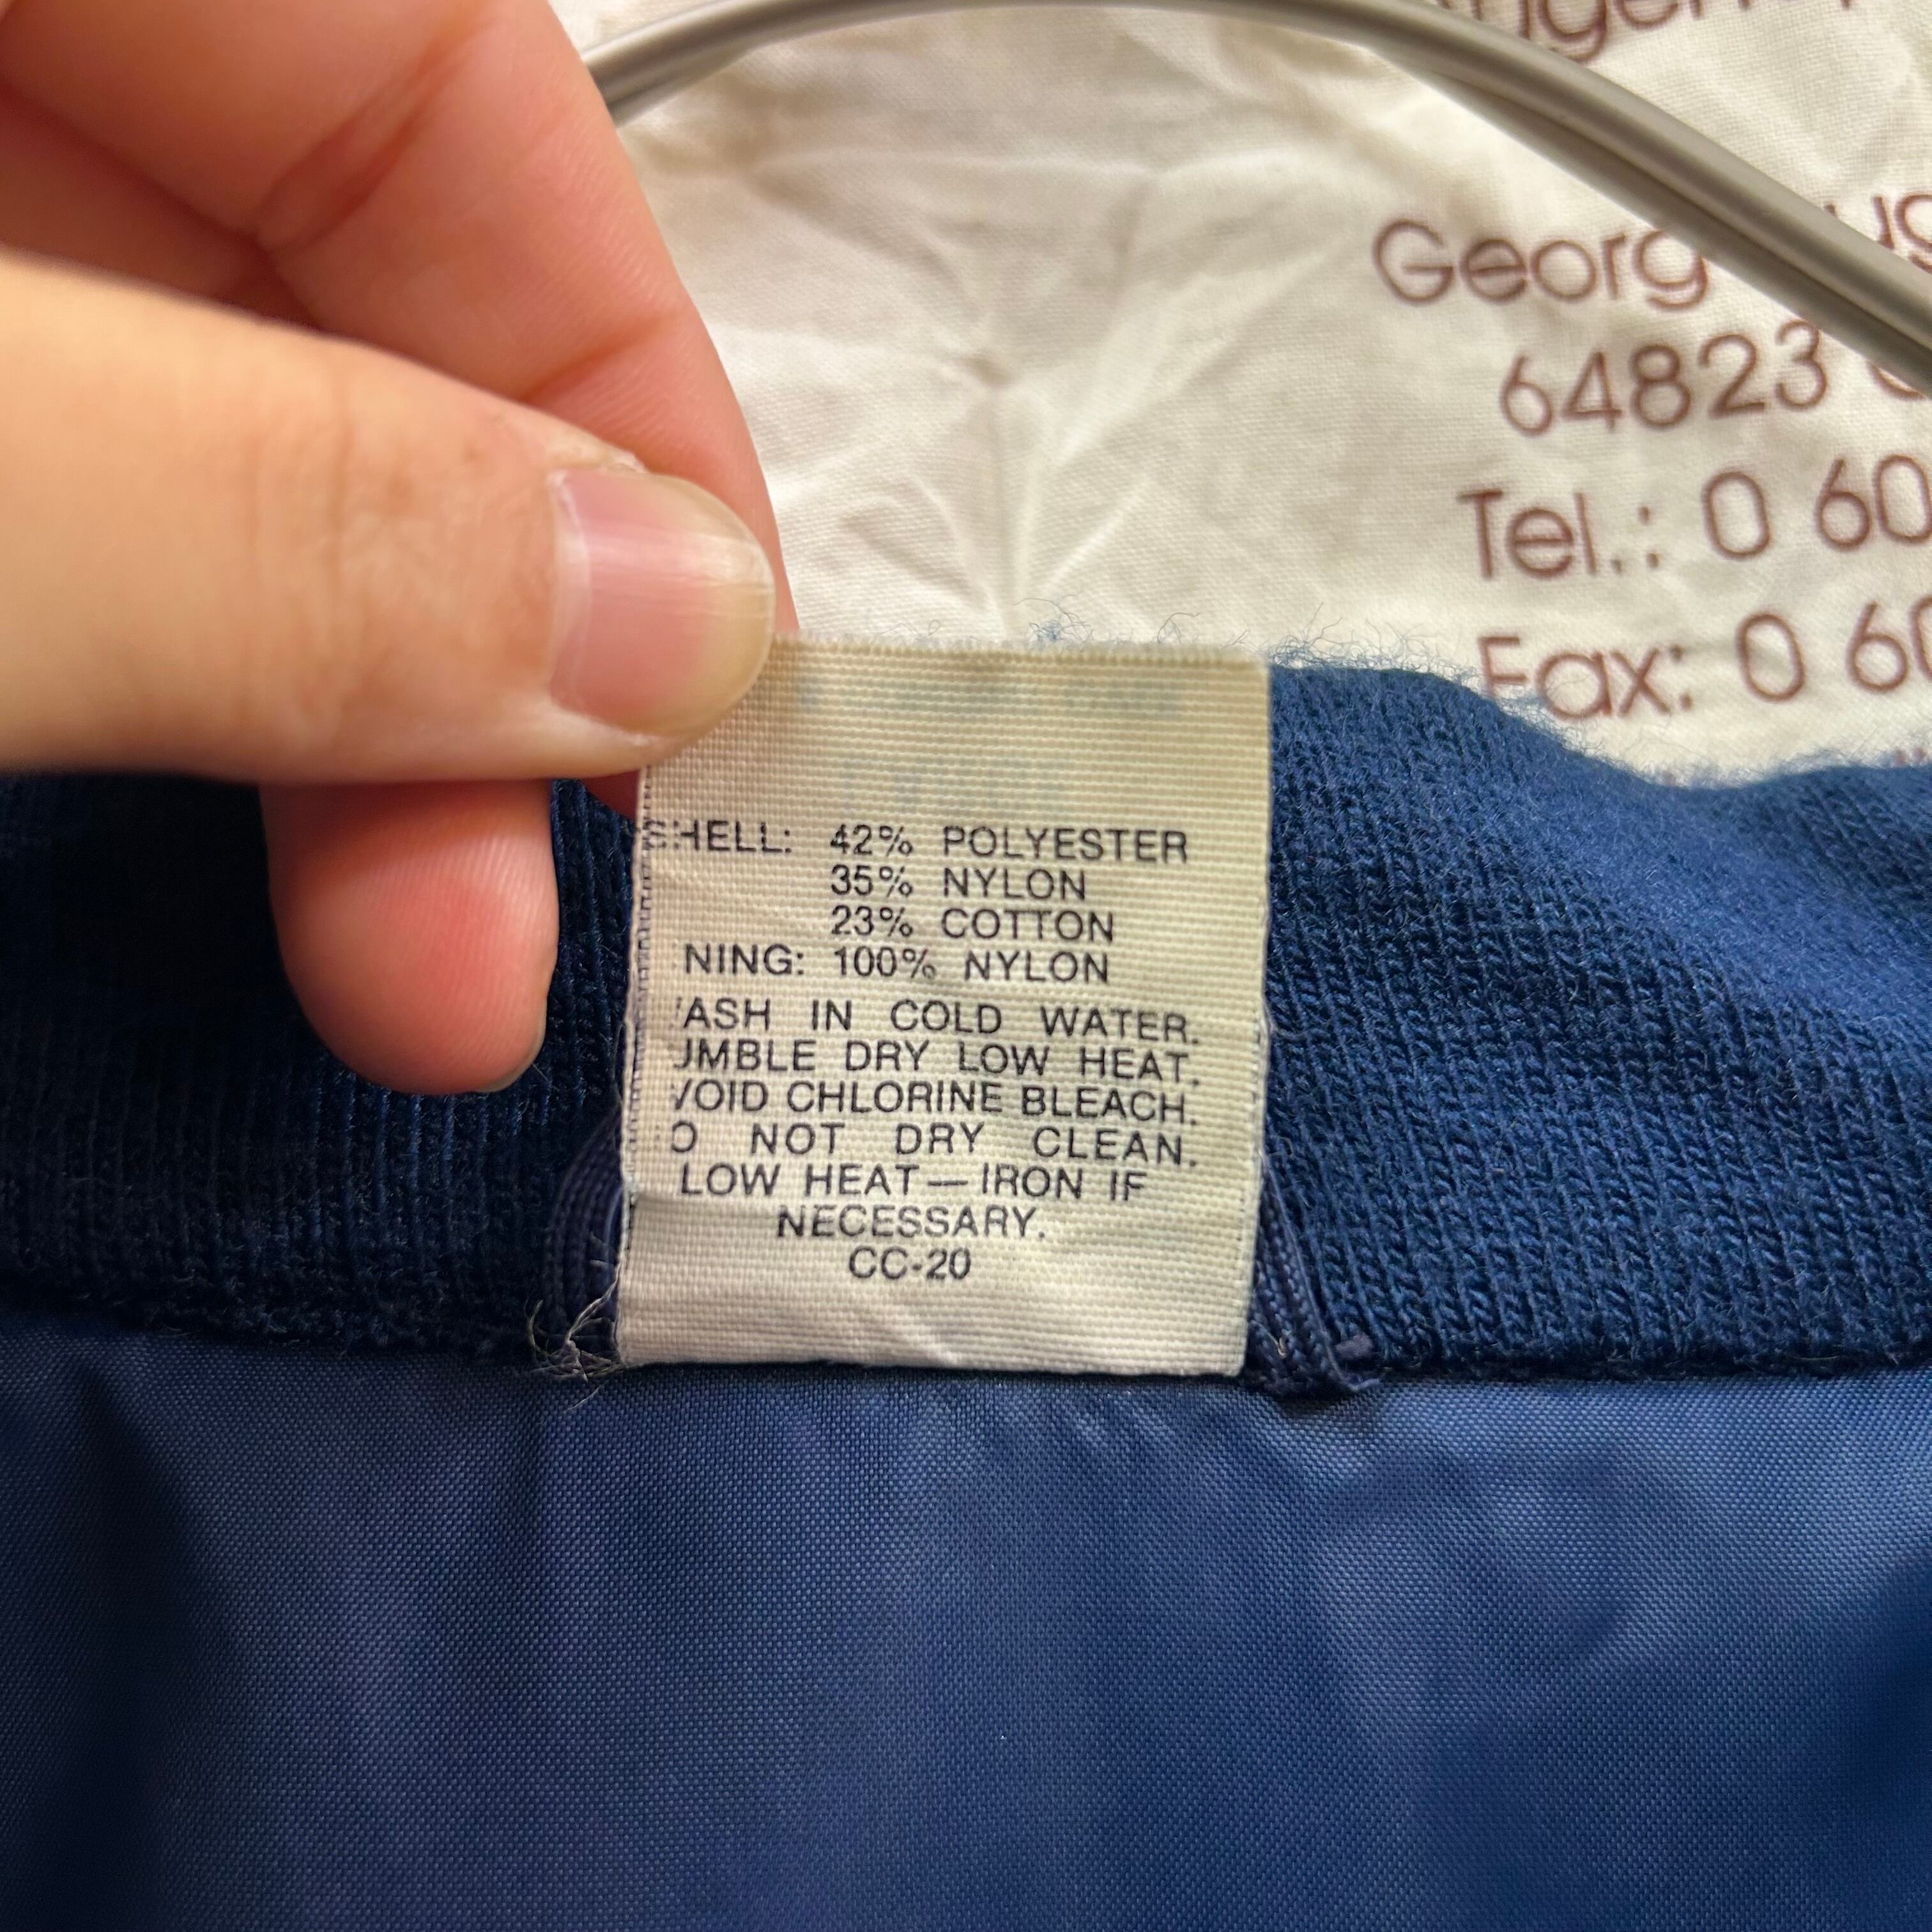 Georg
64823
Tel.: 0 60
Fax: 0 60
SHELL: 42% POLYESTER
35% NYLON
23% COTTON
NING: 100% NYLON
ASH IN COLD WATER.
UMBLE DRY LOW HEAT.
VOID CHLORINE BLEACH.
O NOT DRY CLEAN.
LOW HEAT—IRON IF
NECESSARY.
CC-20